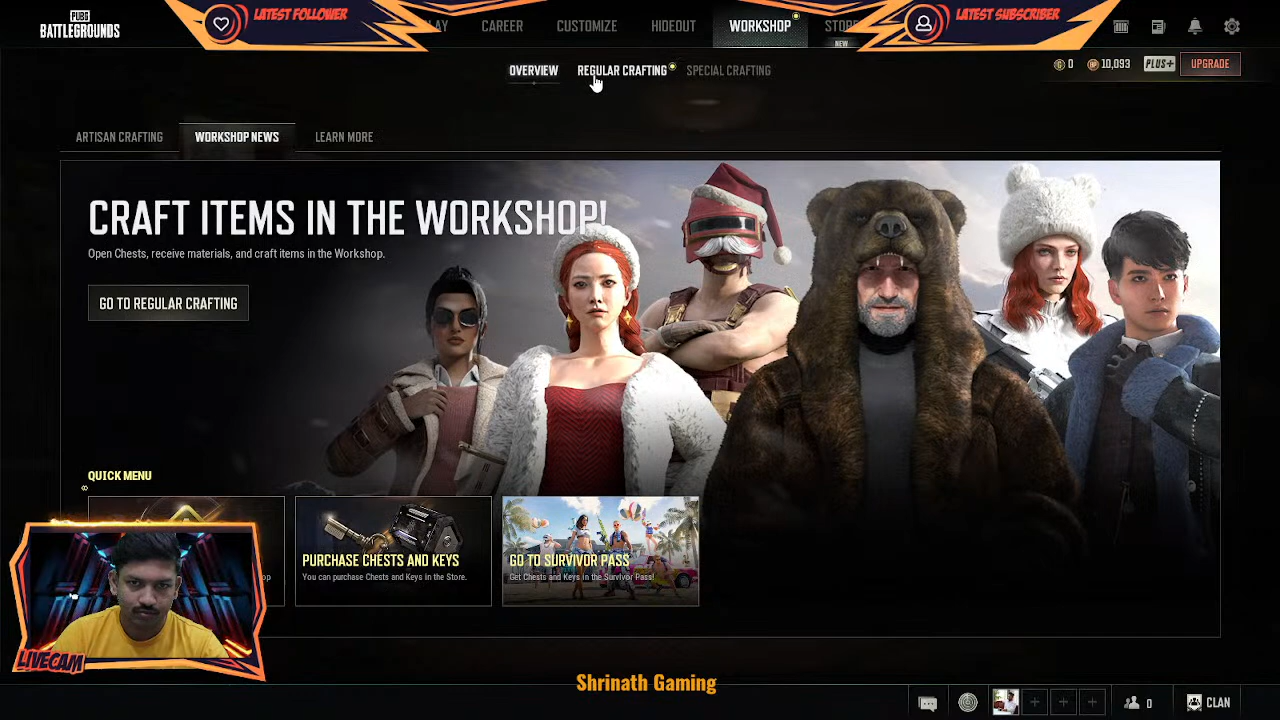 PUBG
BATTLEGROUNDS
LATEST FOLLOWER
LAY
CAREER
CUSTOMIZE
HIDEOUT
WORKSHOP
STORE
NEW
LATEST SUBSCRIBER
OVERVIEW
REGULAR CRAFTING
SPECIAL CRAFTING
G 0
BP 10,093
PLUS+
UPGRADE
ARTISAN CRAFTING
WORKSHOP NEWS
LEARN MORE
CRAFT ITEMS IN THE WORKSHOP!
Open Chests, receive materials, and craft items in the Workshop.
GO TO REGULAR CRAFTING
QUICK MENU
PURCHASE CHESTS AND KEYS
You can purchase Chests and Keys in the Store.
GO TO SURVIVOR PASS
Get Chests and Keys in the Survivor Pass!
LIVECAM
Shrinath Gaming
0
CLAN